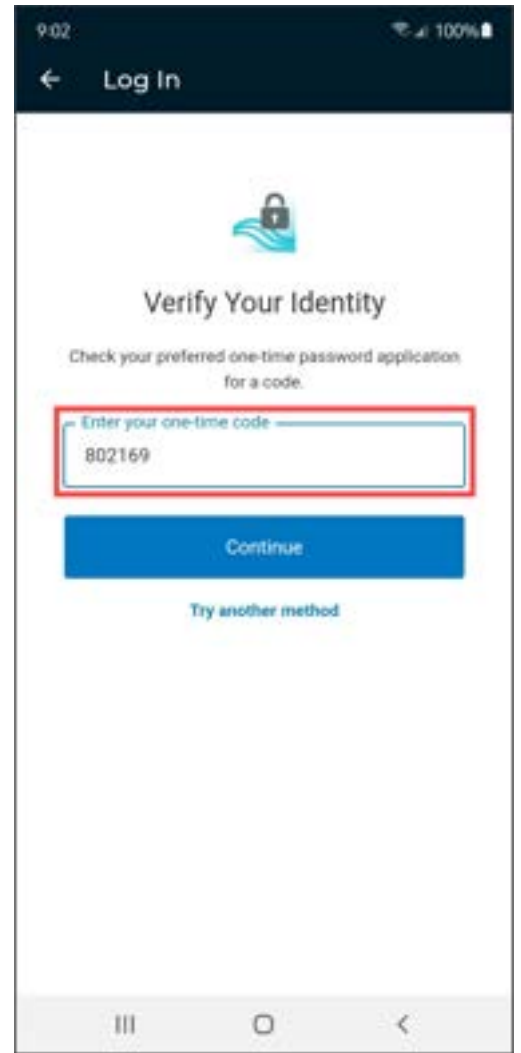 9:02
100%
Log In
Verify Your Identity
Check your preferred one-time password application
for a code.
Enter your one-time code
802169
Continue
Try another method